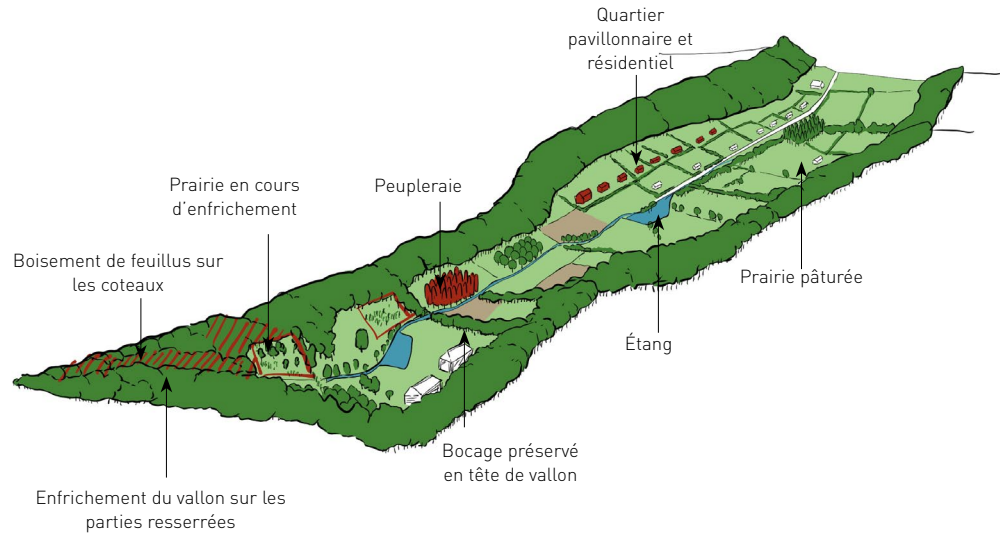 Quartier
pavillonnaire et
résidentiel
Prairie en cours
d'enfrichement
Peupleraie
Boisement de feuillus sur
les coteaux
Prairie pâturée
Étang
Bocage préservé
en tête de vallon
Enfrichement du vallon sur les
parties resserrées